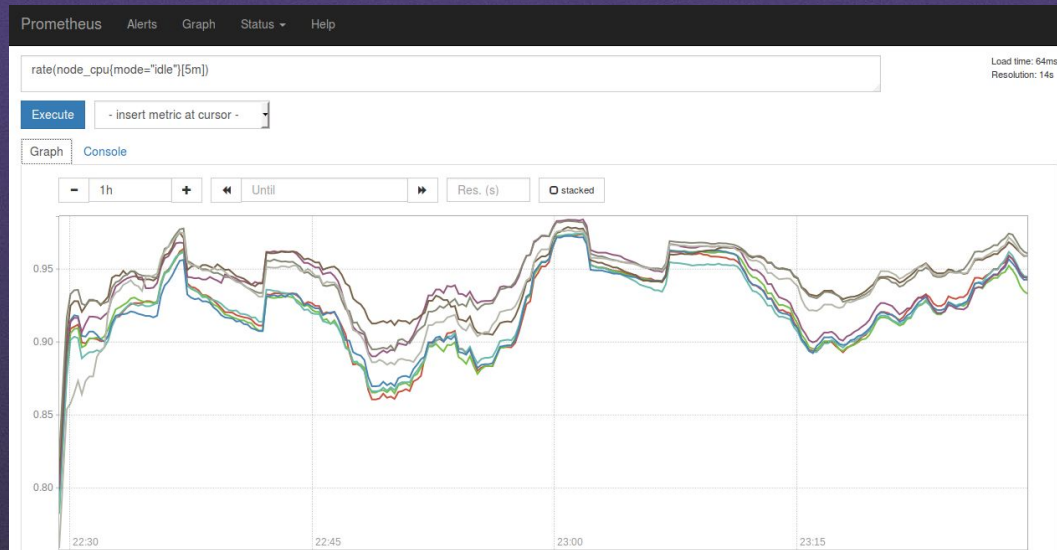 Prometheus Alerts Graph Status Help
rate(node_cpu{mode="idle"}[5m])
Load time: 64ms
Resolution: 14s
Execute - insert metric at cursor -
Graph Console
- 1h + Until Res. (s) stacked
0.95
0.90
0.85
0.80
22:30 22:45 23:00 23:15